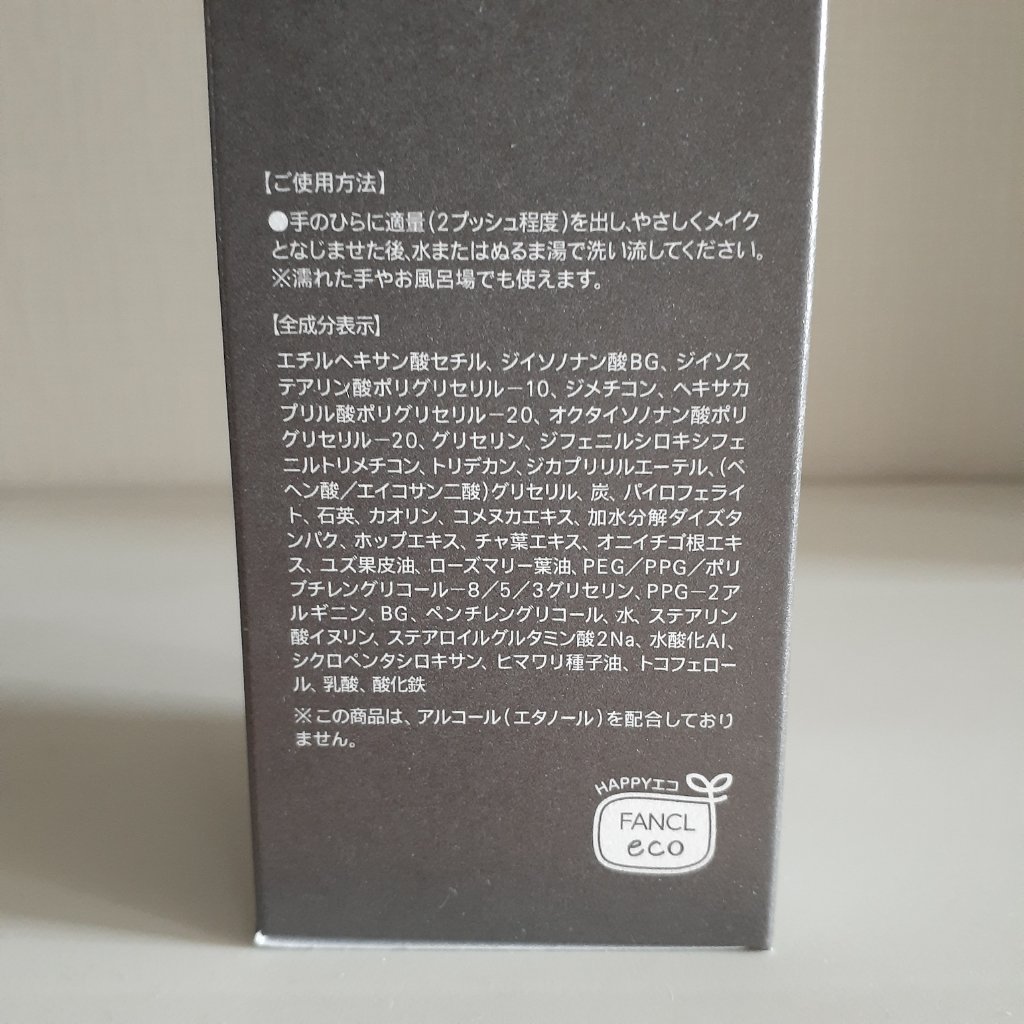 【ご使用方法】
●手のひらに適量(2プッシュ程度)を出し、やさしくメイク
となじませた後、水またはぬるま湯で洗い流してください。
※濡れた手やお風呂場でも使えます。
【全成分表示】
エチルヘキサン酸セチル、ジイソノナン酸BG、ジイソス
テアリン酸ポリグリセリル－10、ジメチコン、ヘキサカ
プリル酸ポリグリセリル－20、オクタイソノナン酸ポリ
グリセリル－20、グリセリン、ジフェニルシロキシフェ
ニルトリメチコン、トリデカン、ジカプリリルエーテル、(ベ
ヘン酸／エイコサン二酸)グリセリル、炭、パイロフェライ
ト、石英、カオリン、コメヌカエキス、加水分解ダイズタ
ンパク、ホップエキス、チャ葉エキス、オニイチゴ根エキ
ス、ユズ果皮油、ローズマリー葉油、PEG／PPG／ポリ
ブチレングリコール－8／5／3グリセリン、PPG－2ア
ルギニン、BG、ペンチレングリコール、水、ステアリン
酸イヌリン、ステアロイルグルタミン酸2Na、水酸化Al、
シクロペンタシロキサン、ヒマワリ種子油、トコフェロー
ル、乳酸、酸化鉄
※この商品は、アルコール(エタノール)を配合しており
ません。
HAPPYエコ
FANCL
eco